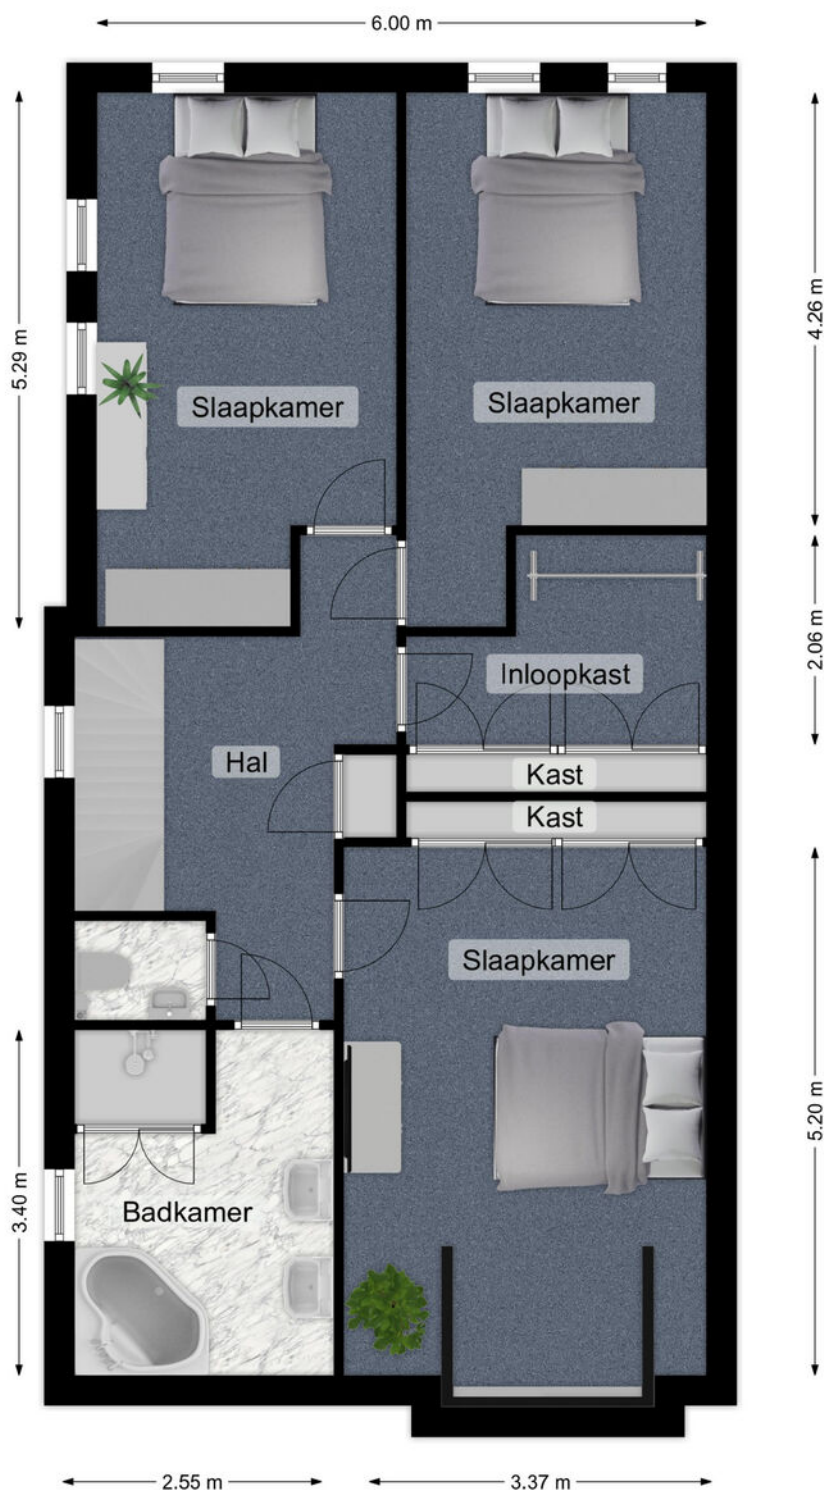 6.00 m
5.29 m
4.26 m
Slaapkamer
Slaapkamer
2.06 m
Inloopkast
Hal
Kast
Kast
Slaapkamer
5.20 m
3.40 m
Badkamer
2.55 m
3.37 m